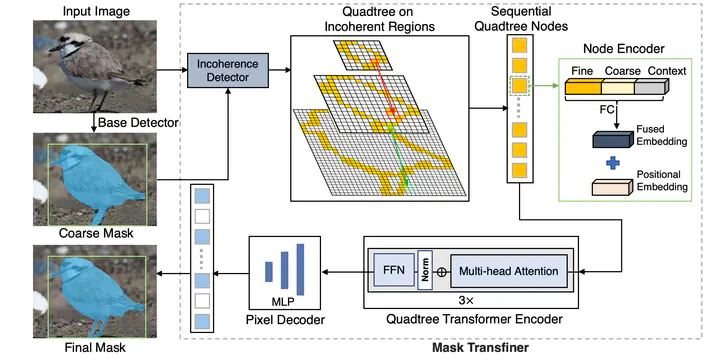 Input Image
Base Detector
Coarse Mask
Final Mask
Incoherence
Detector
Quadtree on
Incoherent Regions
Sequential
Quadtree Nodes
Node Encoder
Fine Coarse Context
FC
Fused
Embedding
Positional
Embedding
MLP
Pixel Decoder
FFN
Norm
Multi-head Attention
3×
Quadtree Transformer Encoder
Mask Transfiner